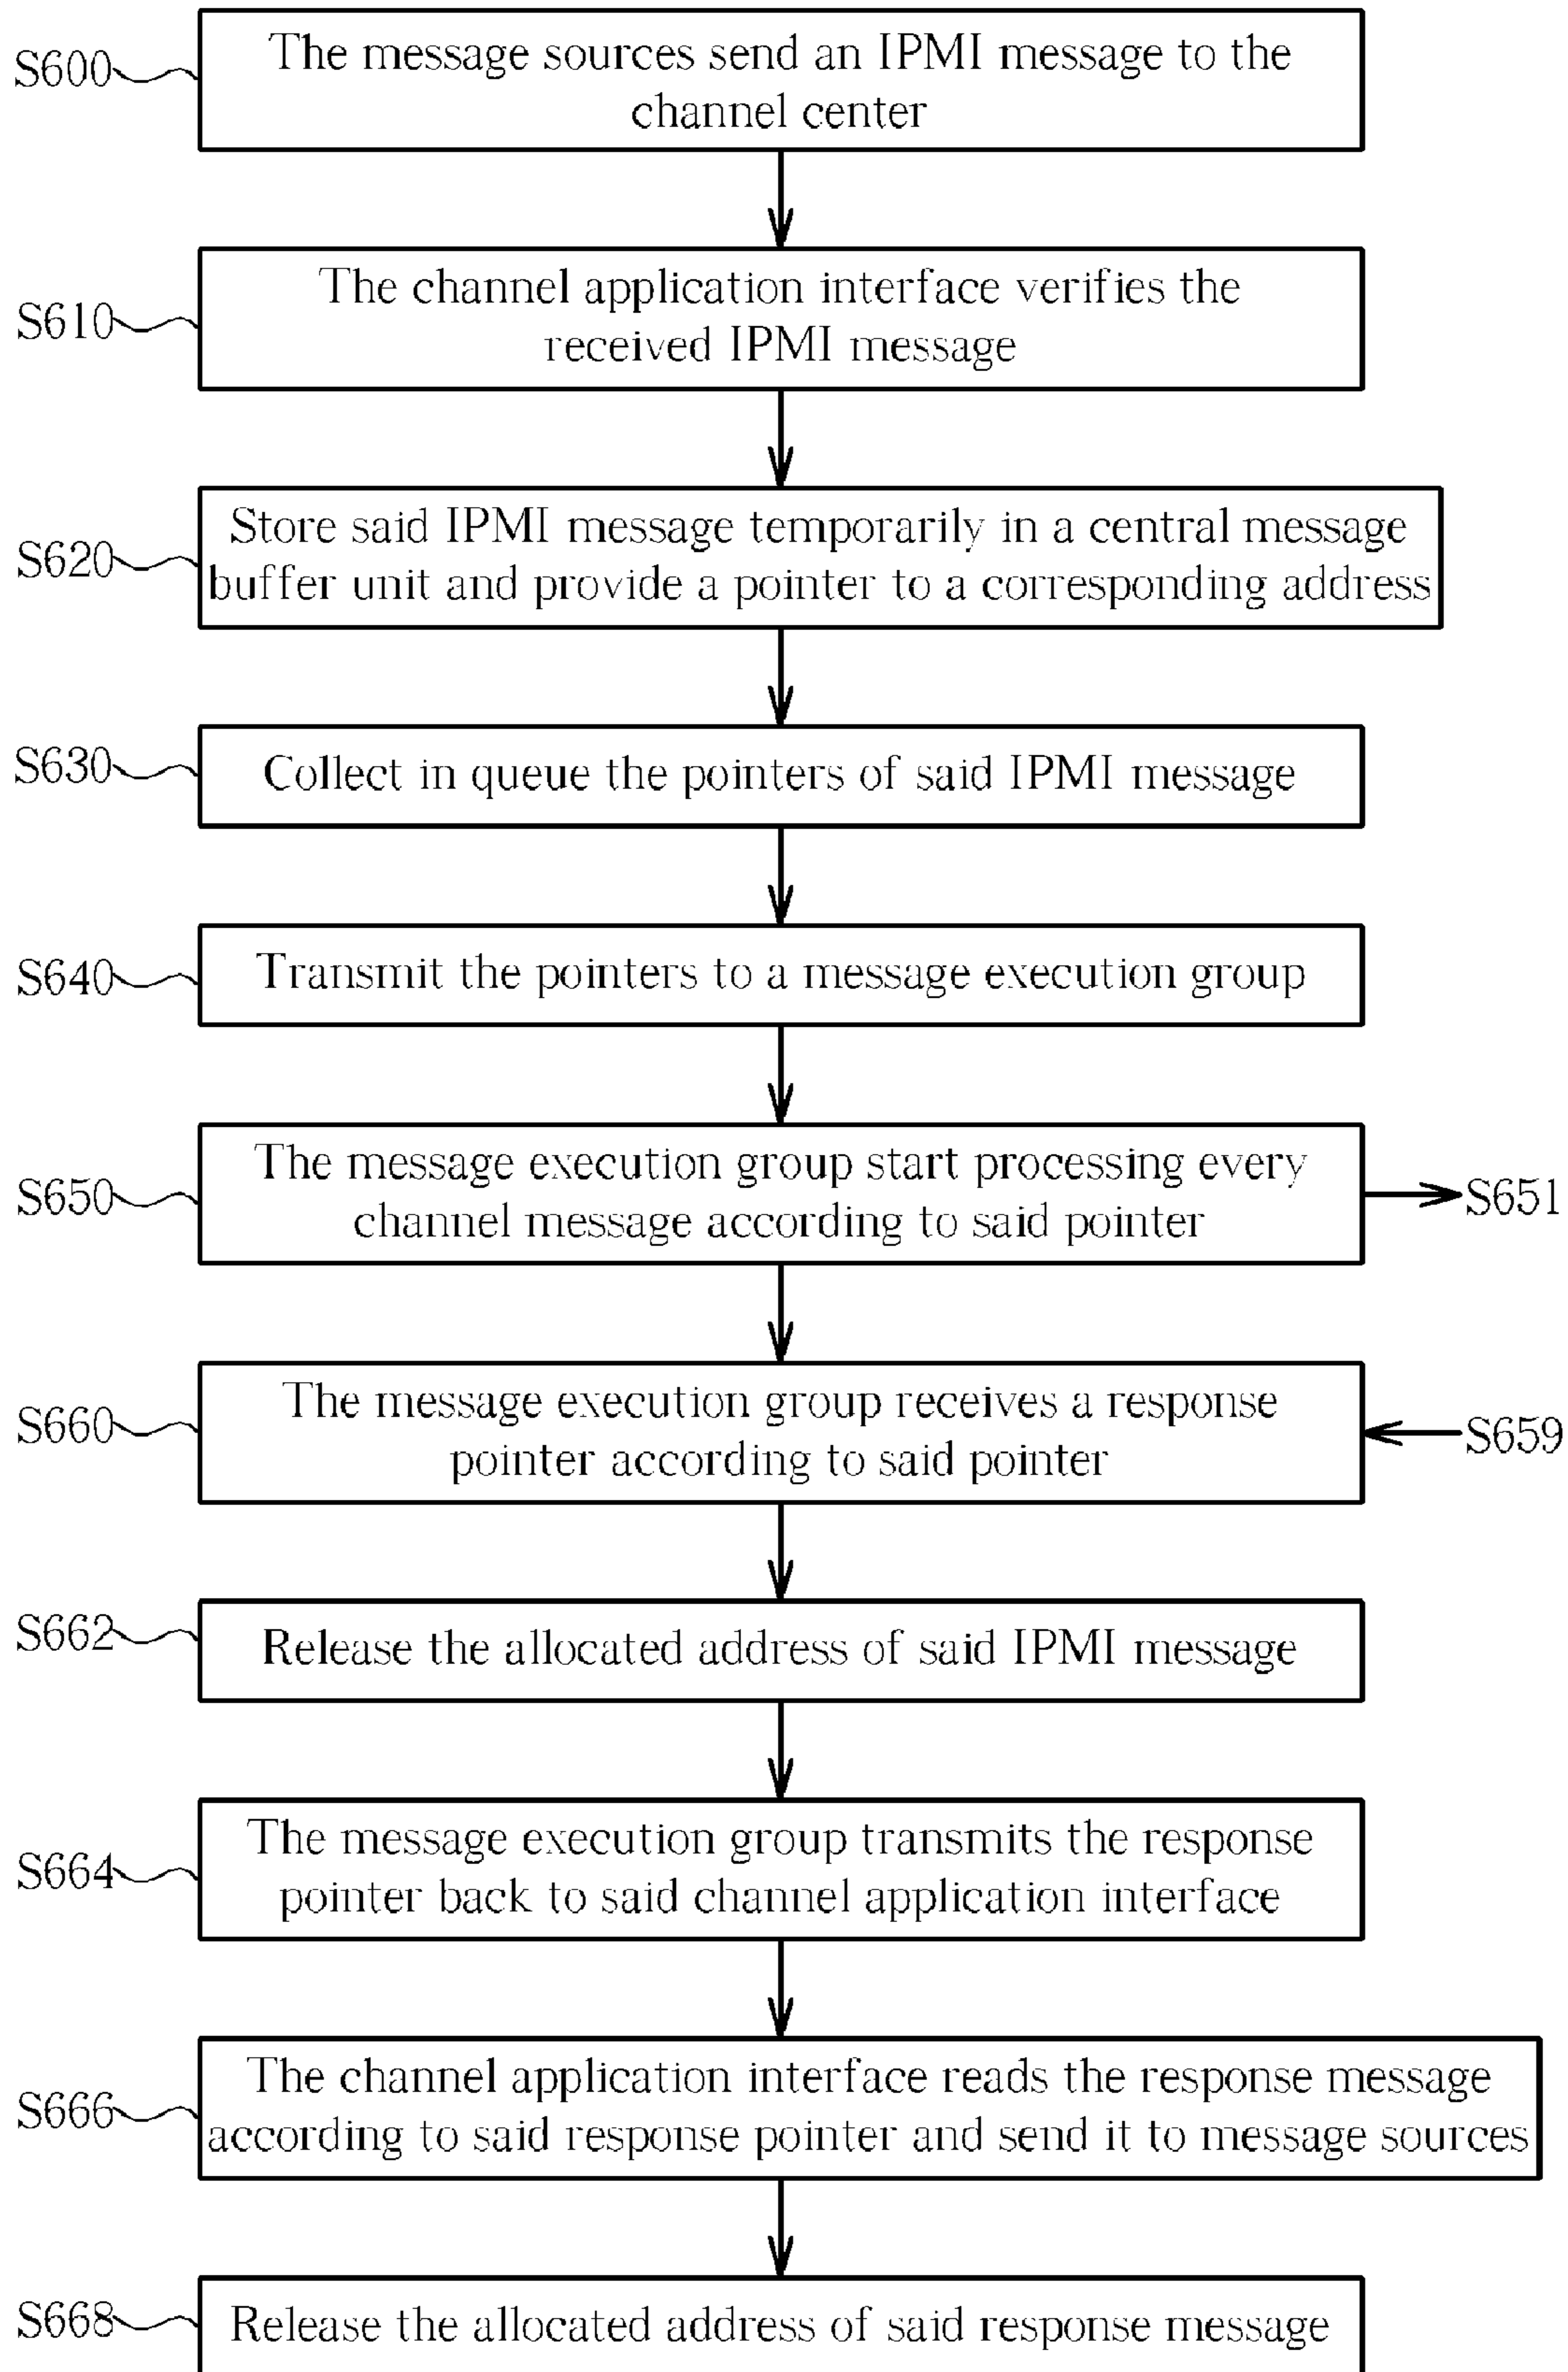 S600
The message sources send an IPMI message to the
channel center
S610
The channel application interface verifies the
received IPMI message
S620
Store said IPMI message temporarily in a central message
buffer unit and provide a pointer to a corresponding address
S630
Collect in queue the pointers of said IPMI message
S640
Transmit the pointers to a message execution group
S650
The message execution group start processing every
channel message according to said pointer
S651
S660
The message execution group receives a response
pointer according to said pointer
S659
S662
Release the allocated address of said IPMI message
S664
The message execution group transmits the response
pointer back to said channel application interface
S666
The channel application interface reads the response message
according to said response pointer and send it to message sources
S668
Release the allocated address of said response message